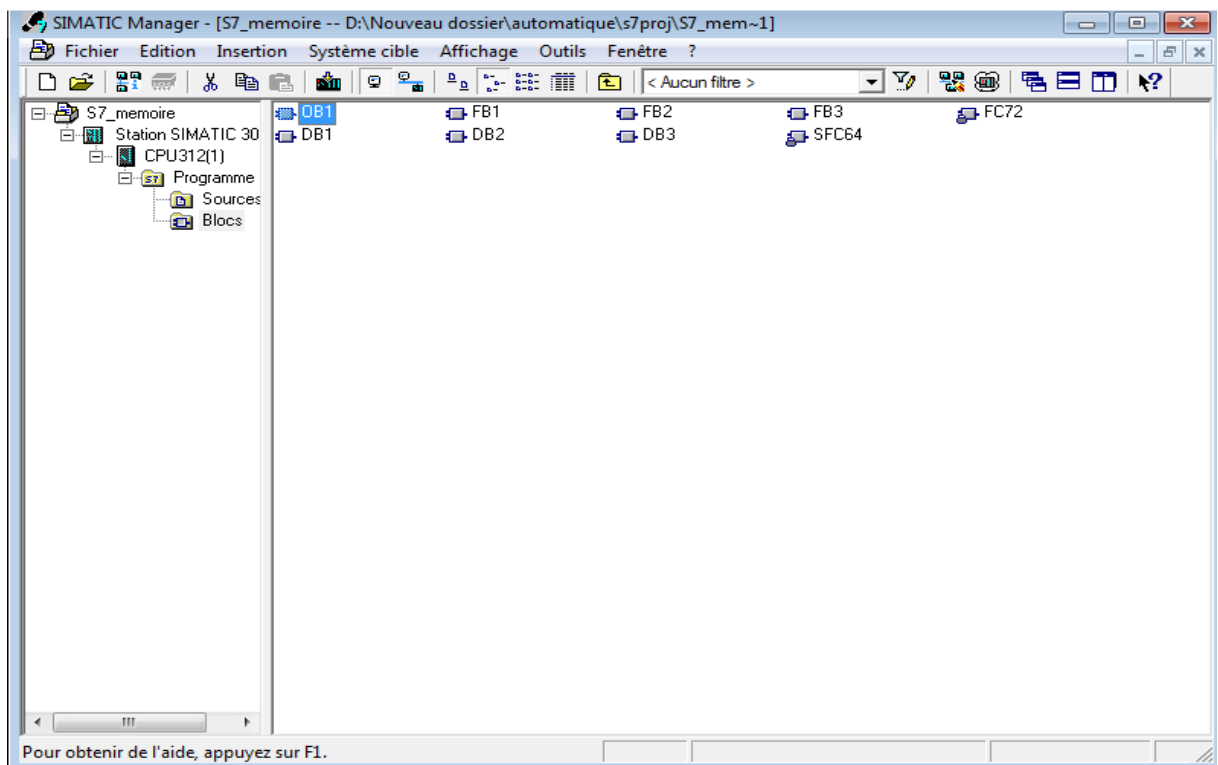 SIMATIC Manager - [S7_memoire -- D:\Nouveau dossier\automatique\s7proj\S7_mem~1]
Fichier Edition Insertion Système cible Affichage Outils Fenêtre ?
< Aucun filtre >
S7_memoire
Station SIMATIC 30
CPU312(1)
S7 Programme
Sources
Blocs
OB1 FB1 FB2 FB3 FC72
DB1 DB2 DB3 SFC64
Pour obtenir de l'aide, appuyez sur F1.